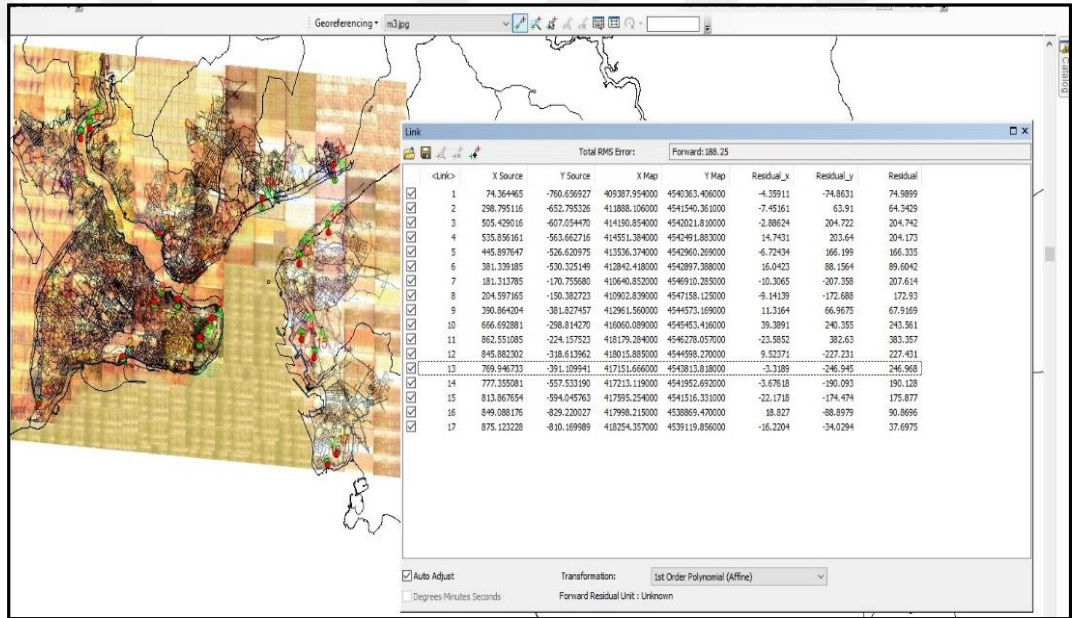 Georeferencing m3.jpg
Catalog
Link
Total RMS Error: Forward:188.25
<Link> X Source Y Source X Map Y Map Residual_x Residual_y Residual
1 74.364465 -760.656927 409387.954000 4540363.406000 -4.35911 -74.8631 74.9899
2 298.795116 -652.795326 411888.106000 4541540.361000 -7.45161 63.91 64.3429
3 505.429016 -607.054470 414190.854000 4542021.810000 -2.88624 204.722 204.742
4 535.856161 -563.662716 414551.384000 4542491.883000 14.7431 203.64 204.173
5 445.897647 -526.620975 413536.374000 4542960.269000 -6.72434 166.199 166.335
6 381.339185 -530.325149 412842.418000 4542897.388000 16.0423 88.1564 89.6042
7 181.313785 -170.755680 410640.852000 4546910.285000 -10.3065 -207.358 207.614
8 204.597165 -150.382723 410902.839000 4547158.125000 -9.14139 -172.688 172.93
9 390.864204 -381.827457 412961.560000 4544573.169000 11.3164 66.9675 67.9169
10 666.692881 -298.814270 416060.089000 4545453.416000 39.3891 240.355 243.561
11 862.551085 -224.157523 418179.284000 4546278.057000 -23.5852 382.63 383.357
12 845.882302 -318.613962 418015.885000 4544598.270000 9.52371 -227.231 227.431
13 769.946733 -391.109941 417151.666000 4543813.818000 -3.3189 -246.945 246.968
14 777.355081 -557.533190 417213.119000 4541952.692000 -3.67618 -190.093 190.128
15 813.867654 -594.045763 417595.254000 4541516.331000 -22.1718 -174.474 175.877
16 849.088176 -829.220027 417998.215000 4538869.470000 18.827 -88.8979 90.8696
17 875.123228 -810.169989 418254.357000 4539119.856000 -16.2204 -34.0294 37.6975
Auto Adjust Transformation: 1st Order Polynomial (Affine)
Degrees Minutes Seconds Forward Residual Unit : Unknown